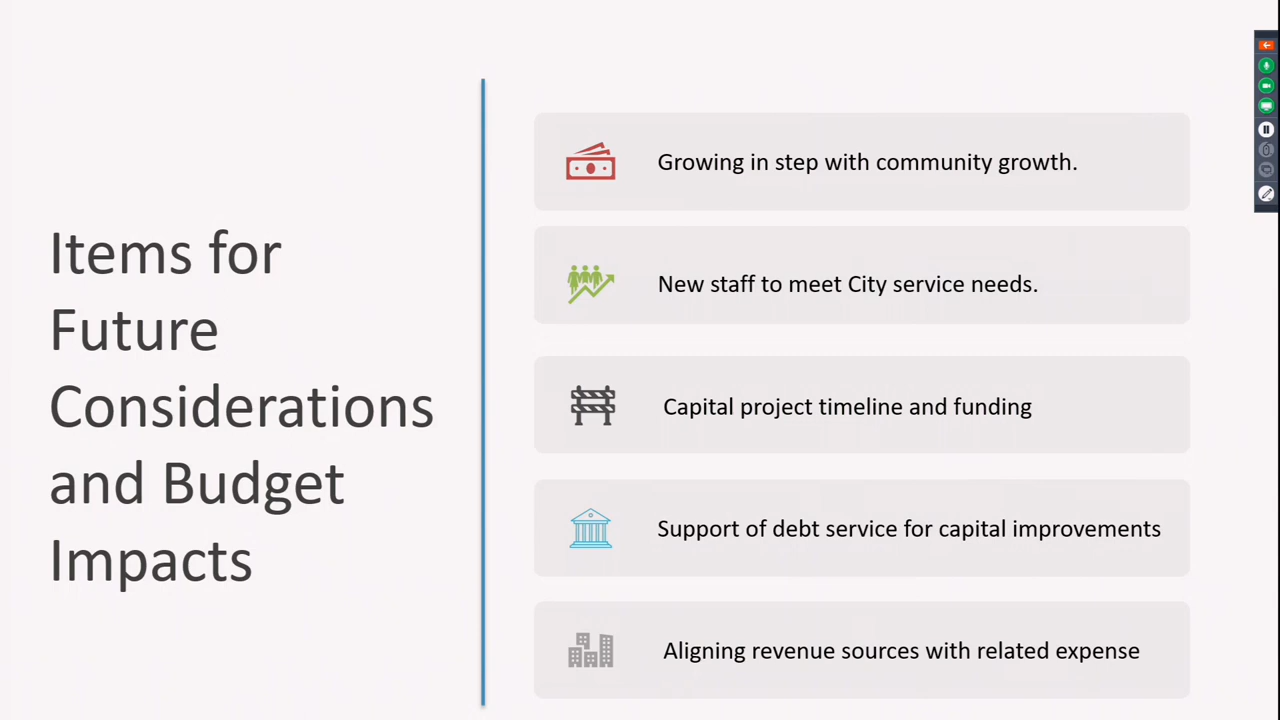 Items for
Future
Considerations
and Budget
Impacts
Growing in step with community growth.
New staff to meet City service needs.
Capital project timeline and funding
Support of debt service for capital improvements
Aligning revenue sources with related expense